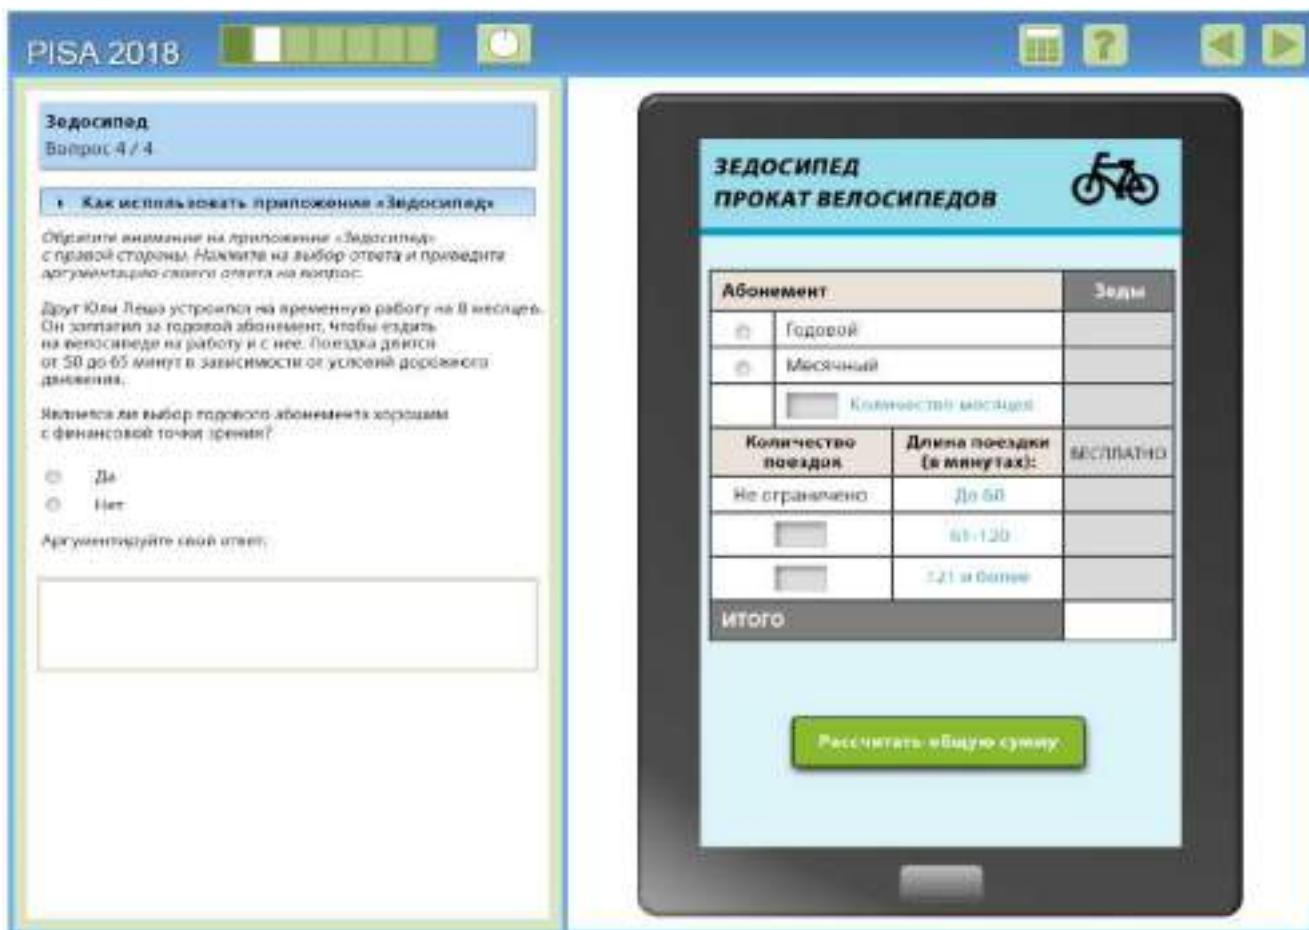 PISA 2018
?
Зедосипед
Вопрос 4 / 4
Как использовать приложение «Зедосипед»
Обратите внимание на приложение «Зедосипед»
с правой стороны. Нажмите на выбор ответа и приведите
аргументацию своего ответа на вопрос.
Друг Юли Леша устроился на временную работу на 8 месяцев.
Он заплатил за годовой абонемент, чтобы ездить
на велосипеде на работу и с нее. Поездка длится
от 50 до 65 минут в зависимости от условий дорожного
движения.
Является ли выбор годового абонемента хорошим
с финансовой точки зрения?
Да
Нет
Аргументируйте свой ответ.
ЗЕДОСИПЕД
ПРОКАТ ВЕЛОСИПЕДОВ
Абонемент Зеды
Годовой
Месячный
Количество месяцев
Количество поездок Длина поездки (в минутах): БЕСПЛАТНО
Не ограничено До 60
61-120
121 и более
ИТОГО
Рассчитать общую сумму